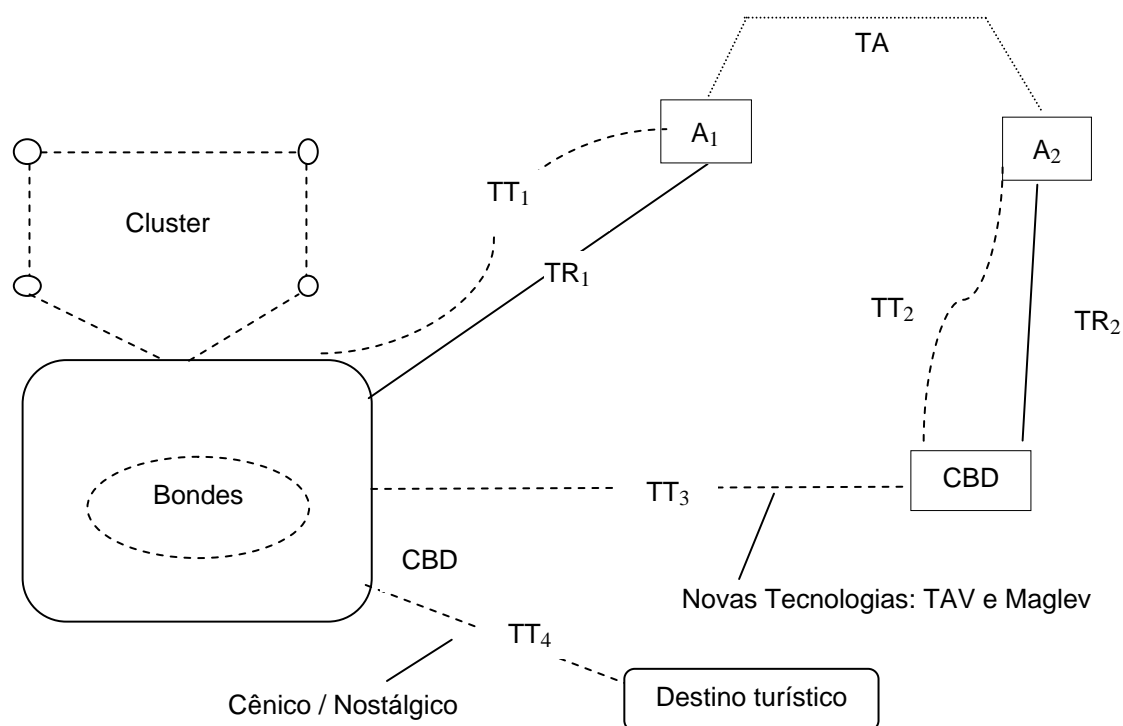 TA
A₁
A₂
TT₁
Cluster
TR₁
TT₂
TR₂
Bondes
TT₃
CBD
CBD
Novas Tecnologias: TAV e Maglev
TT₄
Cênico / Nostálgico
Destino turístico